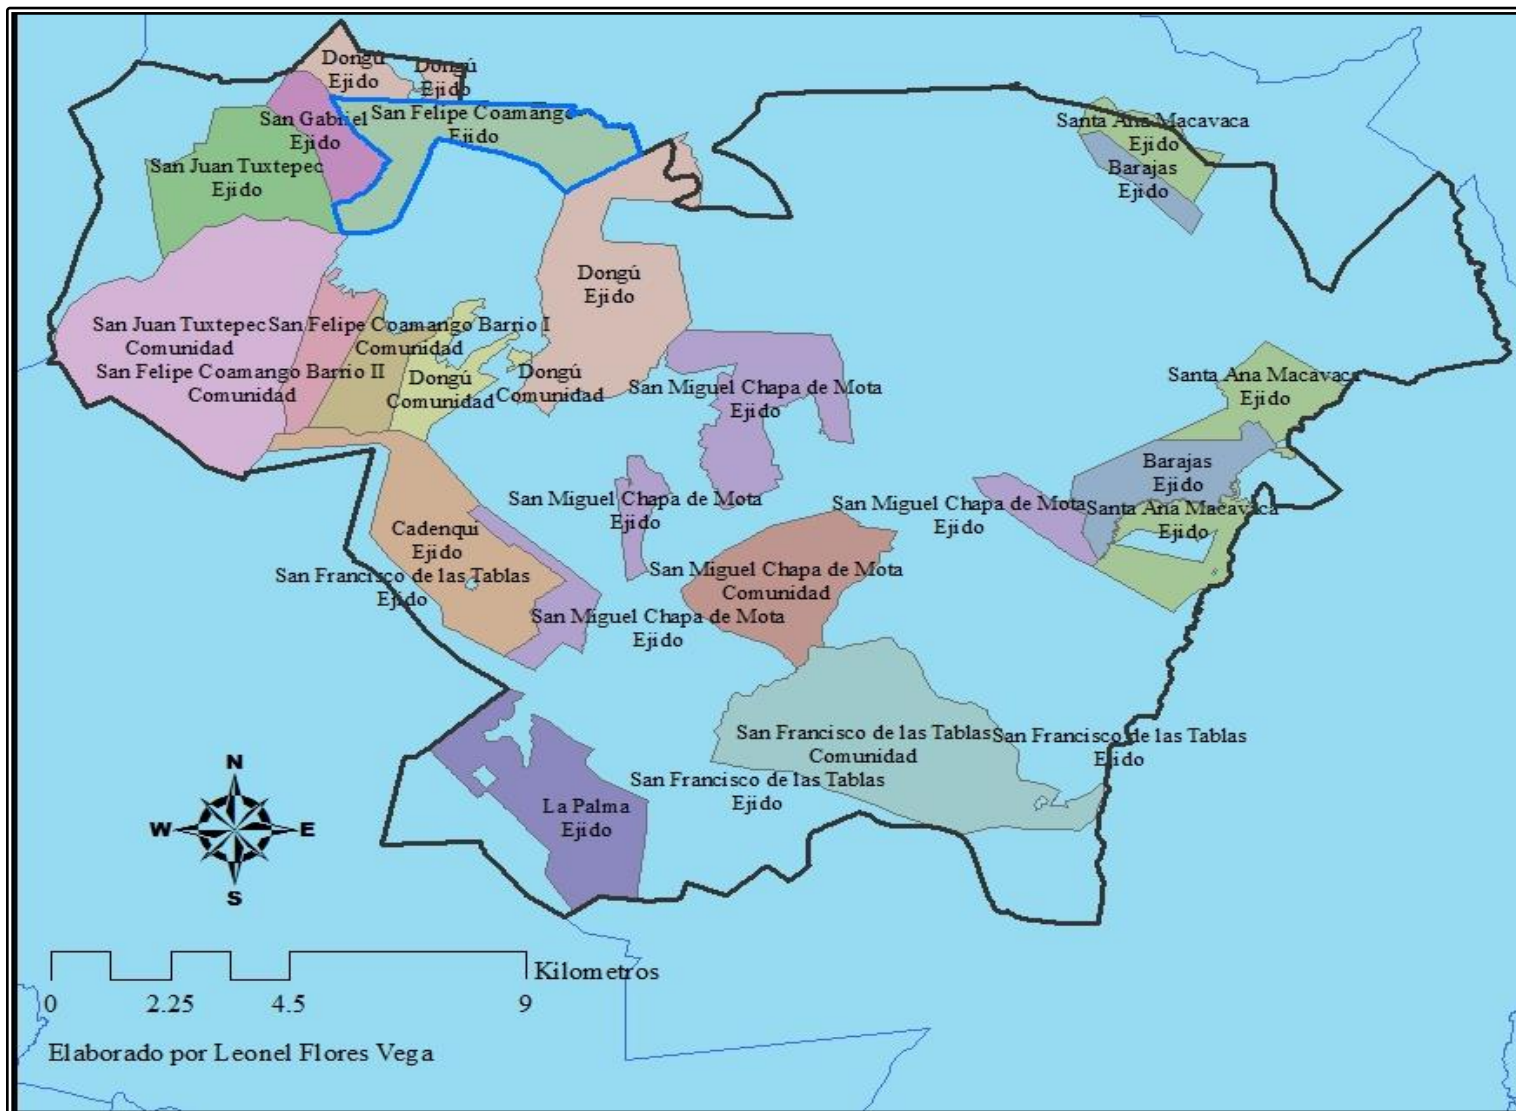 Dongú
Ejido
Dongú
Ejido
San Gabriel
Ejido
San Felipe Coamango
Ejido
San Juan Tuxtepec
Ejido
Santa Ana Macavaca
Ejido
Barajas
Ejido
Dongú
Ejido
San Juan Tuxtepec
Comunidad
San Felipe Coamango Barrio I
Comunidad
San Felipe Coamango Barrio II
Comunidad
Dongú
Comunidad
Dongú
Comunidad
San Miguel Chapa de Mota
Ejido
Santa Ana Macavaca
Ejido
Barajas
Ejido
San Miguel Chapa de Mota
Ejido
San Miguel Chapa de Mota
Ejido
Santa Ana Macavaca
Ejido
Cadenquí
Ejido
San Francisco de las Tablas
Ejido
San Miguel Chapa de Mota
Comunidad
San Miguel Chapa de Mota
Ejido
San Francisco de las Tablas
Comunidad
San Francisco de las Tablas
Ejido
San Francisco de las Tablas
Ejido
La Palma
Ejido
N
W
E
S
Kilometros
0 2.25 4.5 9
Elaborado por Leonel Flores Vega